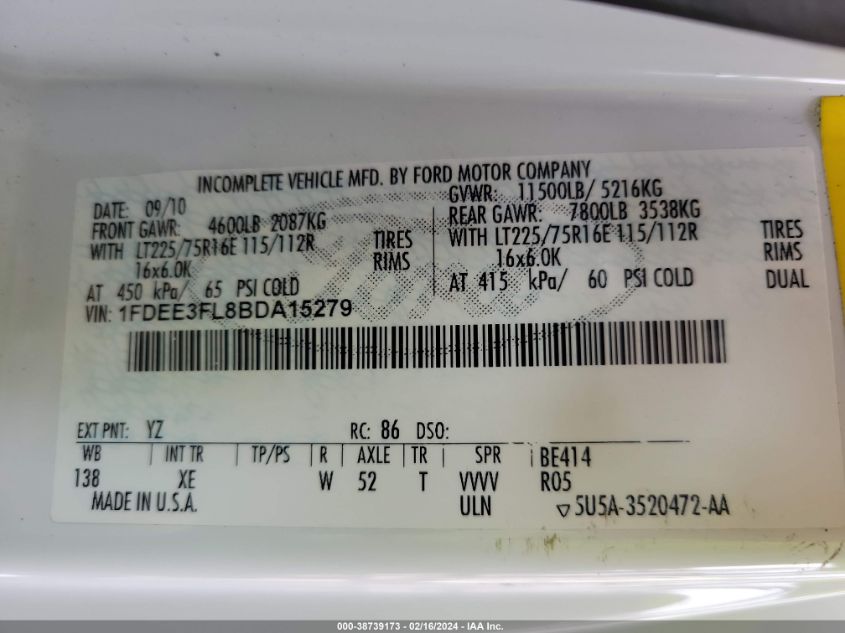 INCOMPLETE VEHICLE MFD. BY FORD MOTOR COMPANY
DATE: 09/10 GVWR: 11500LB/ 5216KG
FRONT GAWR: 4600LB 2087KG REAR GAWR: 7800LB 3538KG
WITH LT225/75R16E 115/112R TIRES WITH LT225/75R16E 115/112R TIRES
16x6.0K RIMS 16x6.0K RIMS
AT 450 kPa/ 65 PSI COLD AT 415 kPa/ 60 PSI COLD DUAL
VIN: 1FDEE3FL8BDA15279
Ford
EXT PNT: YZ RC: 86 DSO:
WB INT TR TP/PS R AXLE TR SPR BE414
138 XE W 52 T VVVV R05
MADE IN U.S.A. ULN 5U5A-3520472-AA
000-38739173 - 02/16/2024 - IAA Inc.